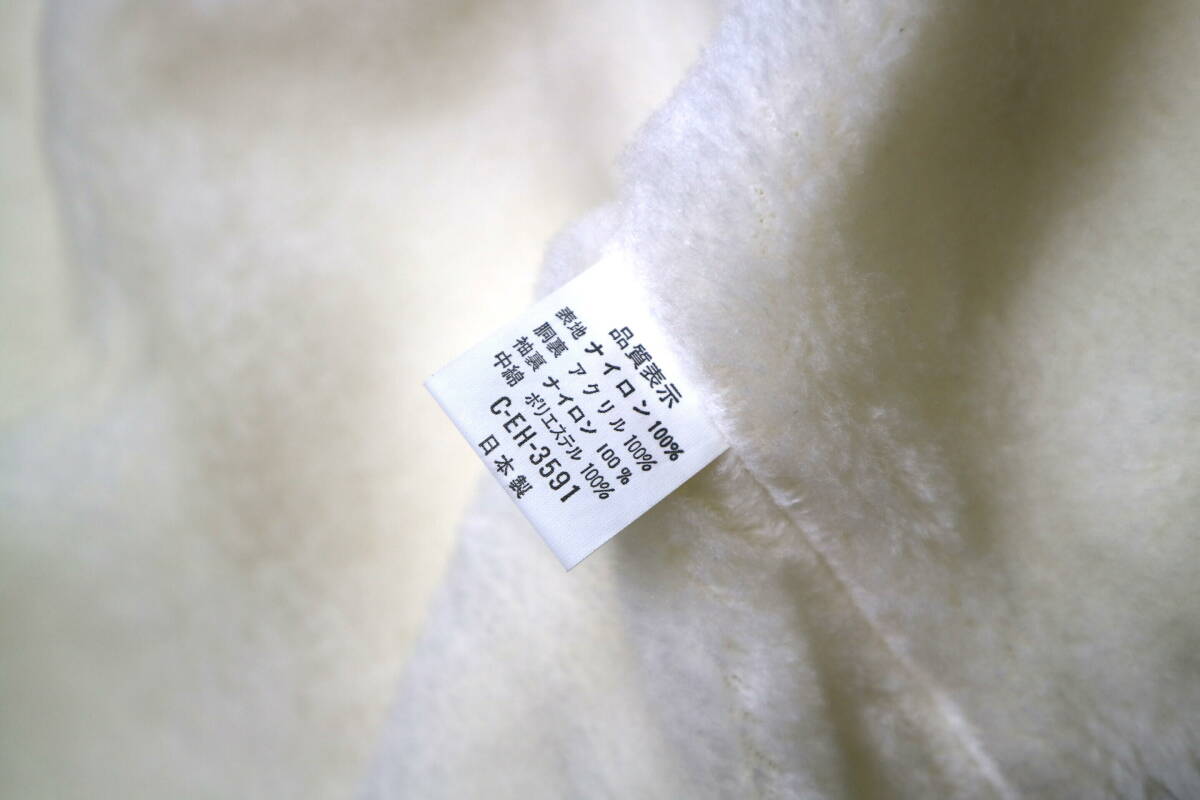 品質表示
表地 ナイロン 100%
胴裏 アクリル 100%
袖裏 ナイロン 100%
中綿 ポリエステル 100%
C-EH-3591
日本製